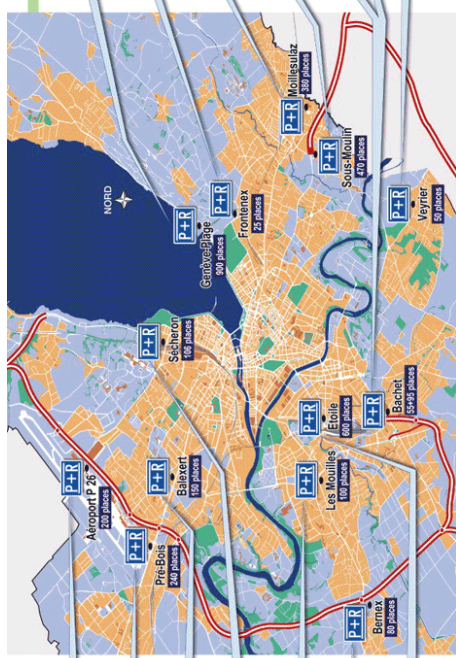 NORD
P+R
Moillesulaz
380 places
P+R
Sous-Moulin
470 places
P+R
Frontenex
25 places
P+R
Genève-Plage
900 places
P+R
Veyrier
50 places
P+R
Sécheron
106 places
P+R
Bachet
55+95 places
P+R
Etoile
600 places
P+R
Les Mouilles
100 places
P+R
Balexert
150 places
P+R
Aéroport P 26
200 places
P+R
Pré-Bois
240 places
P+R
Bernex
80 places